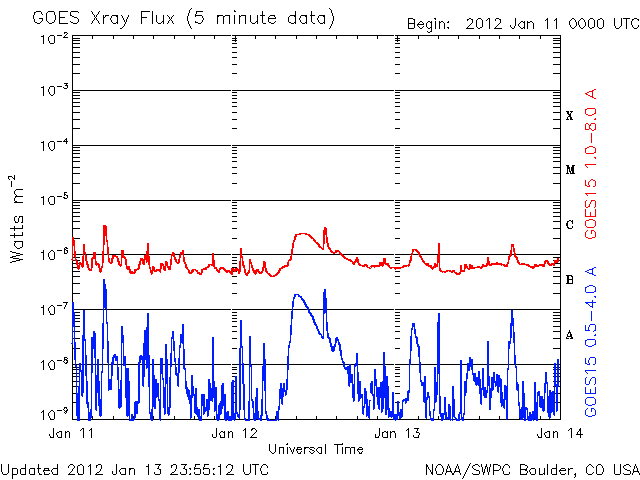 GOES Xray Flux (5 minute data)
Begin: 2012 Jan 11 0000 UTC
10⁻²
10⁻³
10⁻⁴
10⁻⁵
10⁻⁶
10⁻⁷
10⁻⁸
10⁻⁹
Watts m⁻²
X
M
C
B
A
GOES15 1.0-8.0 A
GOES15 0.5-4.0 A
Jan 11
Jan 12
Jan 13
Jan 14
Universal Time
Updated 2012 Jan 13 23:55:12 UTC
NOAA/SWPC Boulder, CO USA